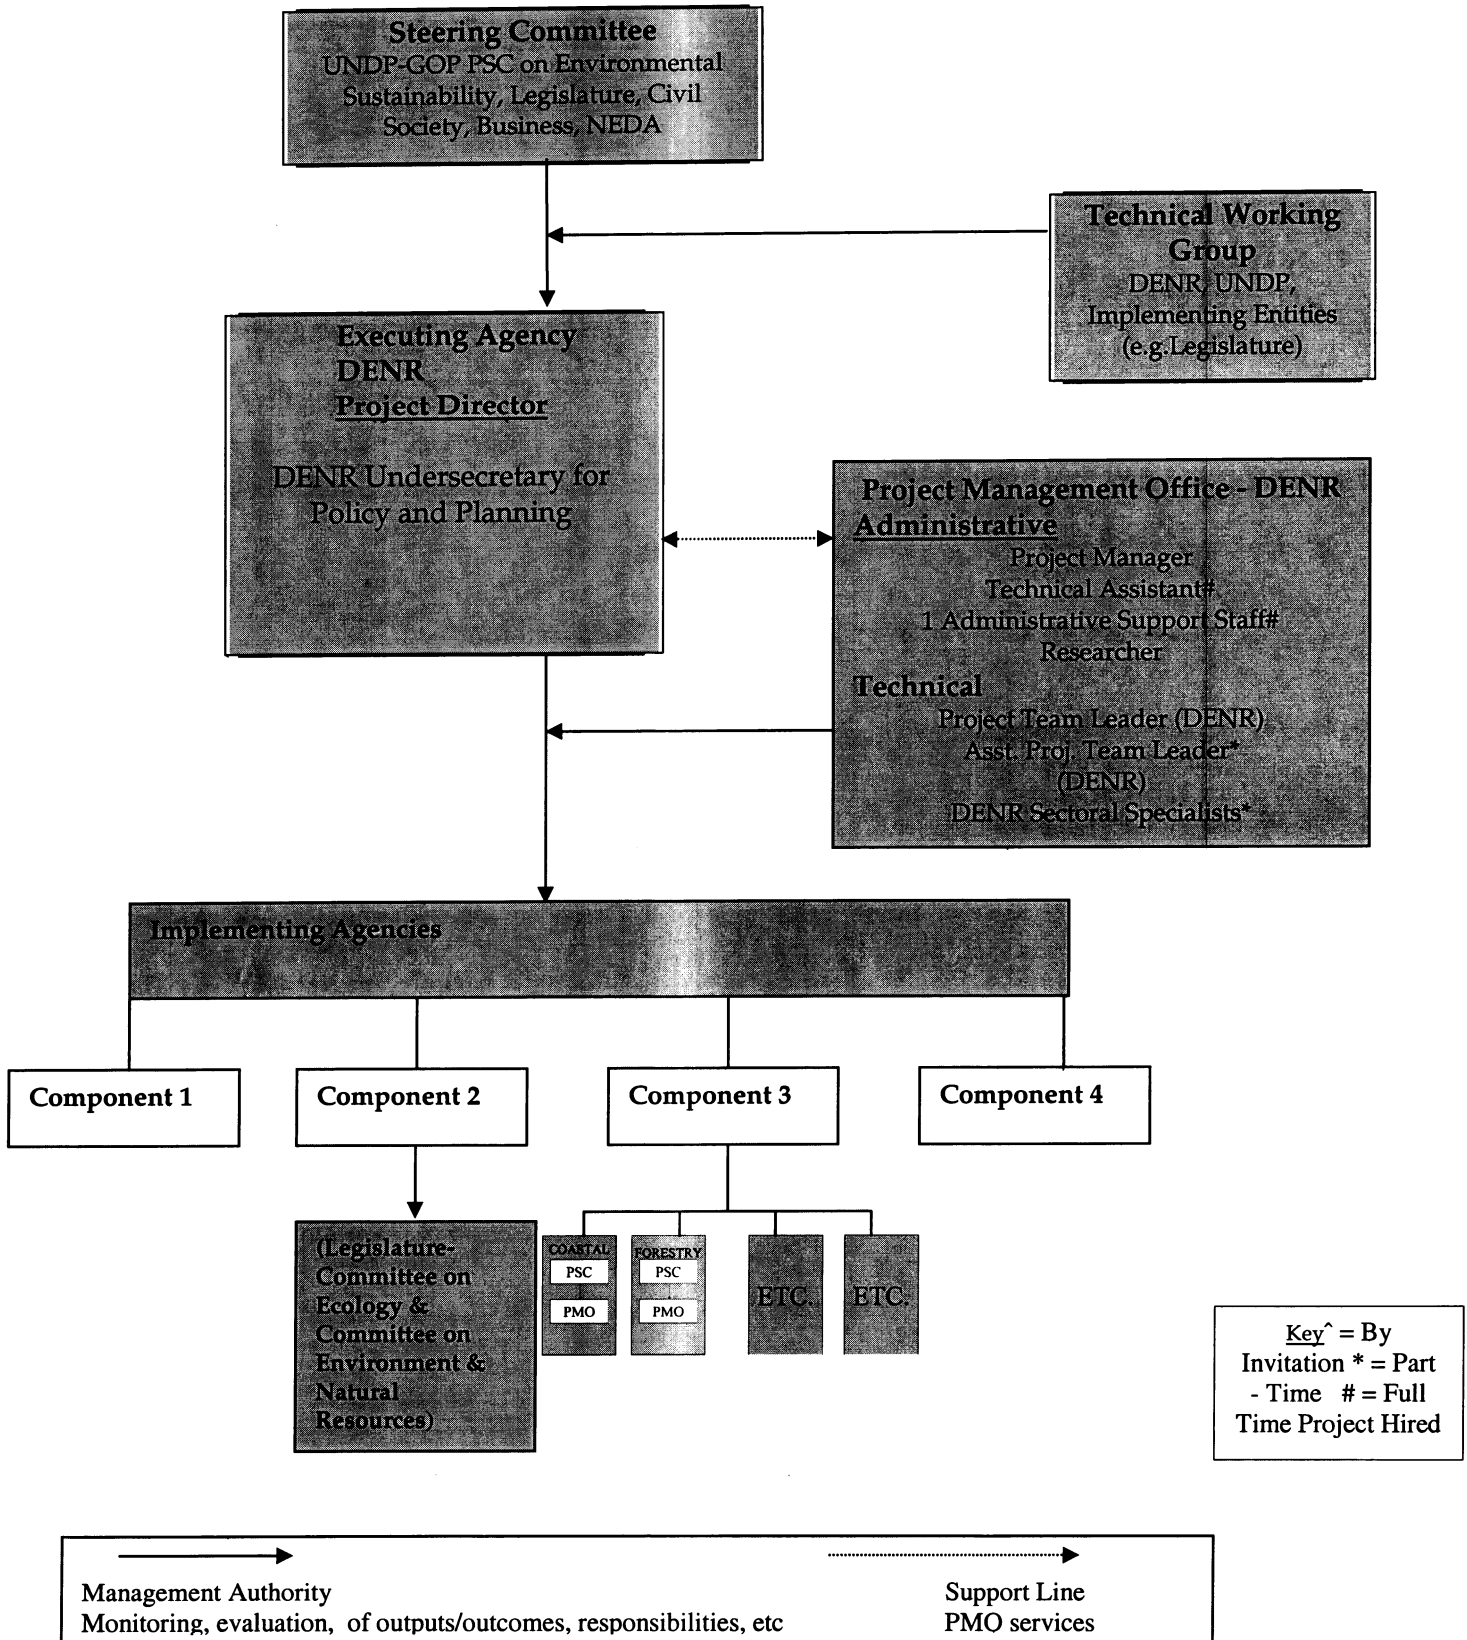 Steering Committee
UNDP-GOP PSC on Environmental
Sustainability, Legislature, Civil
Society, Business, NEDA
Technical Working
Group
DENR, UNDP,
Implementing Entities
(e.g.Legislature)
Executing Agency
DENR
Project Director
DENR Undersecretary for
Policy and Planning
Project Management Office - DENR
Administrative
Project Manager
Technical Assistant#
1 Administrative Support Staff#
Researcher
Technical
Project Team Leader (DENR)
Asst. Proj. Team Leader*
(DENR)
DENR Sectoral Specialists*
Implementing Agencies
Component 1
Component 2
Component 3
Component 4
(Legislature-
Committee on
Ecology &
Committee on
Environment &
Natural
Resources)
COASTAL
PSC
PMO
FORESTRY
PSC
PMO
ETC.
ETC.
Key^ = By
Invitation * = Part
- Time # = Full
Time Project Hired
Management Authority
Monitoring, evaluation, of outputs/outcomes, responsibilities, etc
Support Line
PMO services